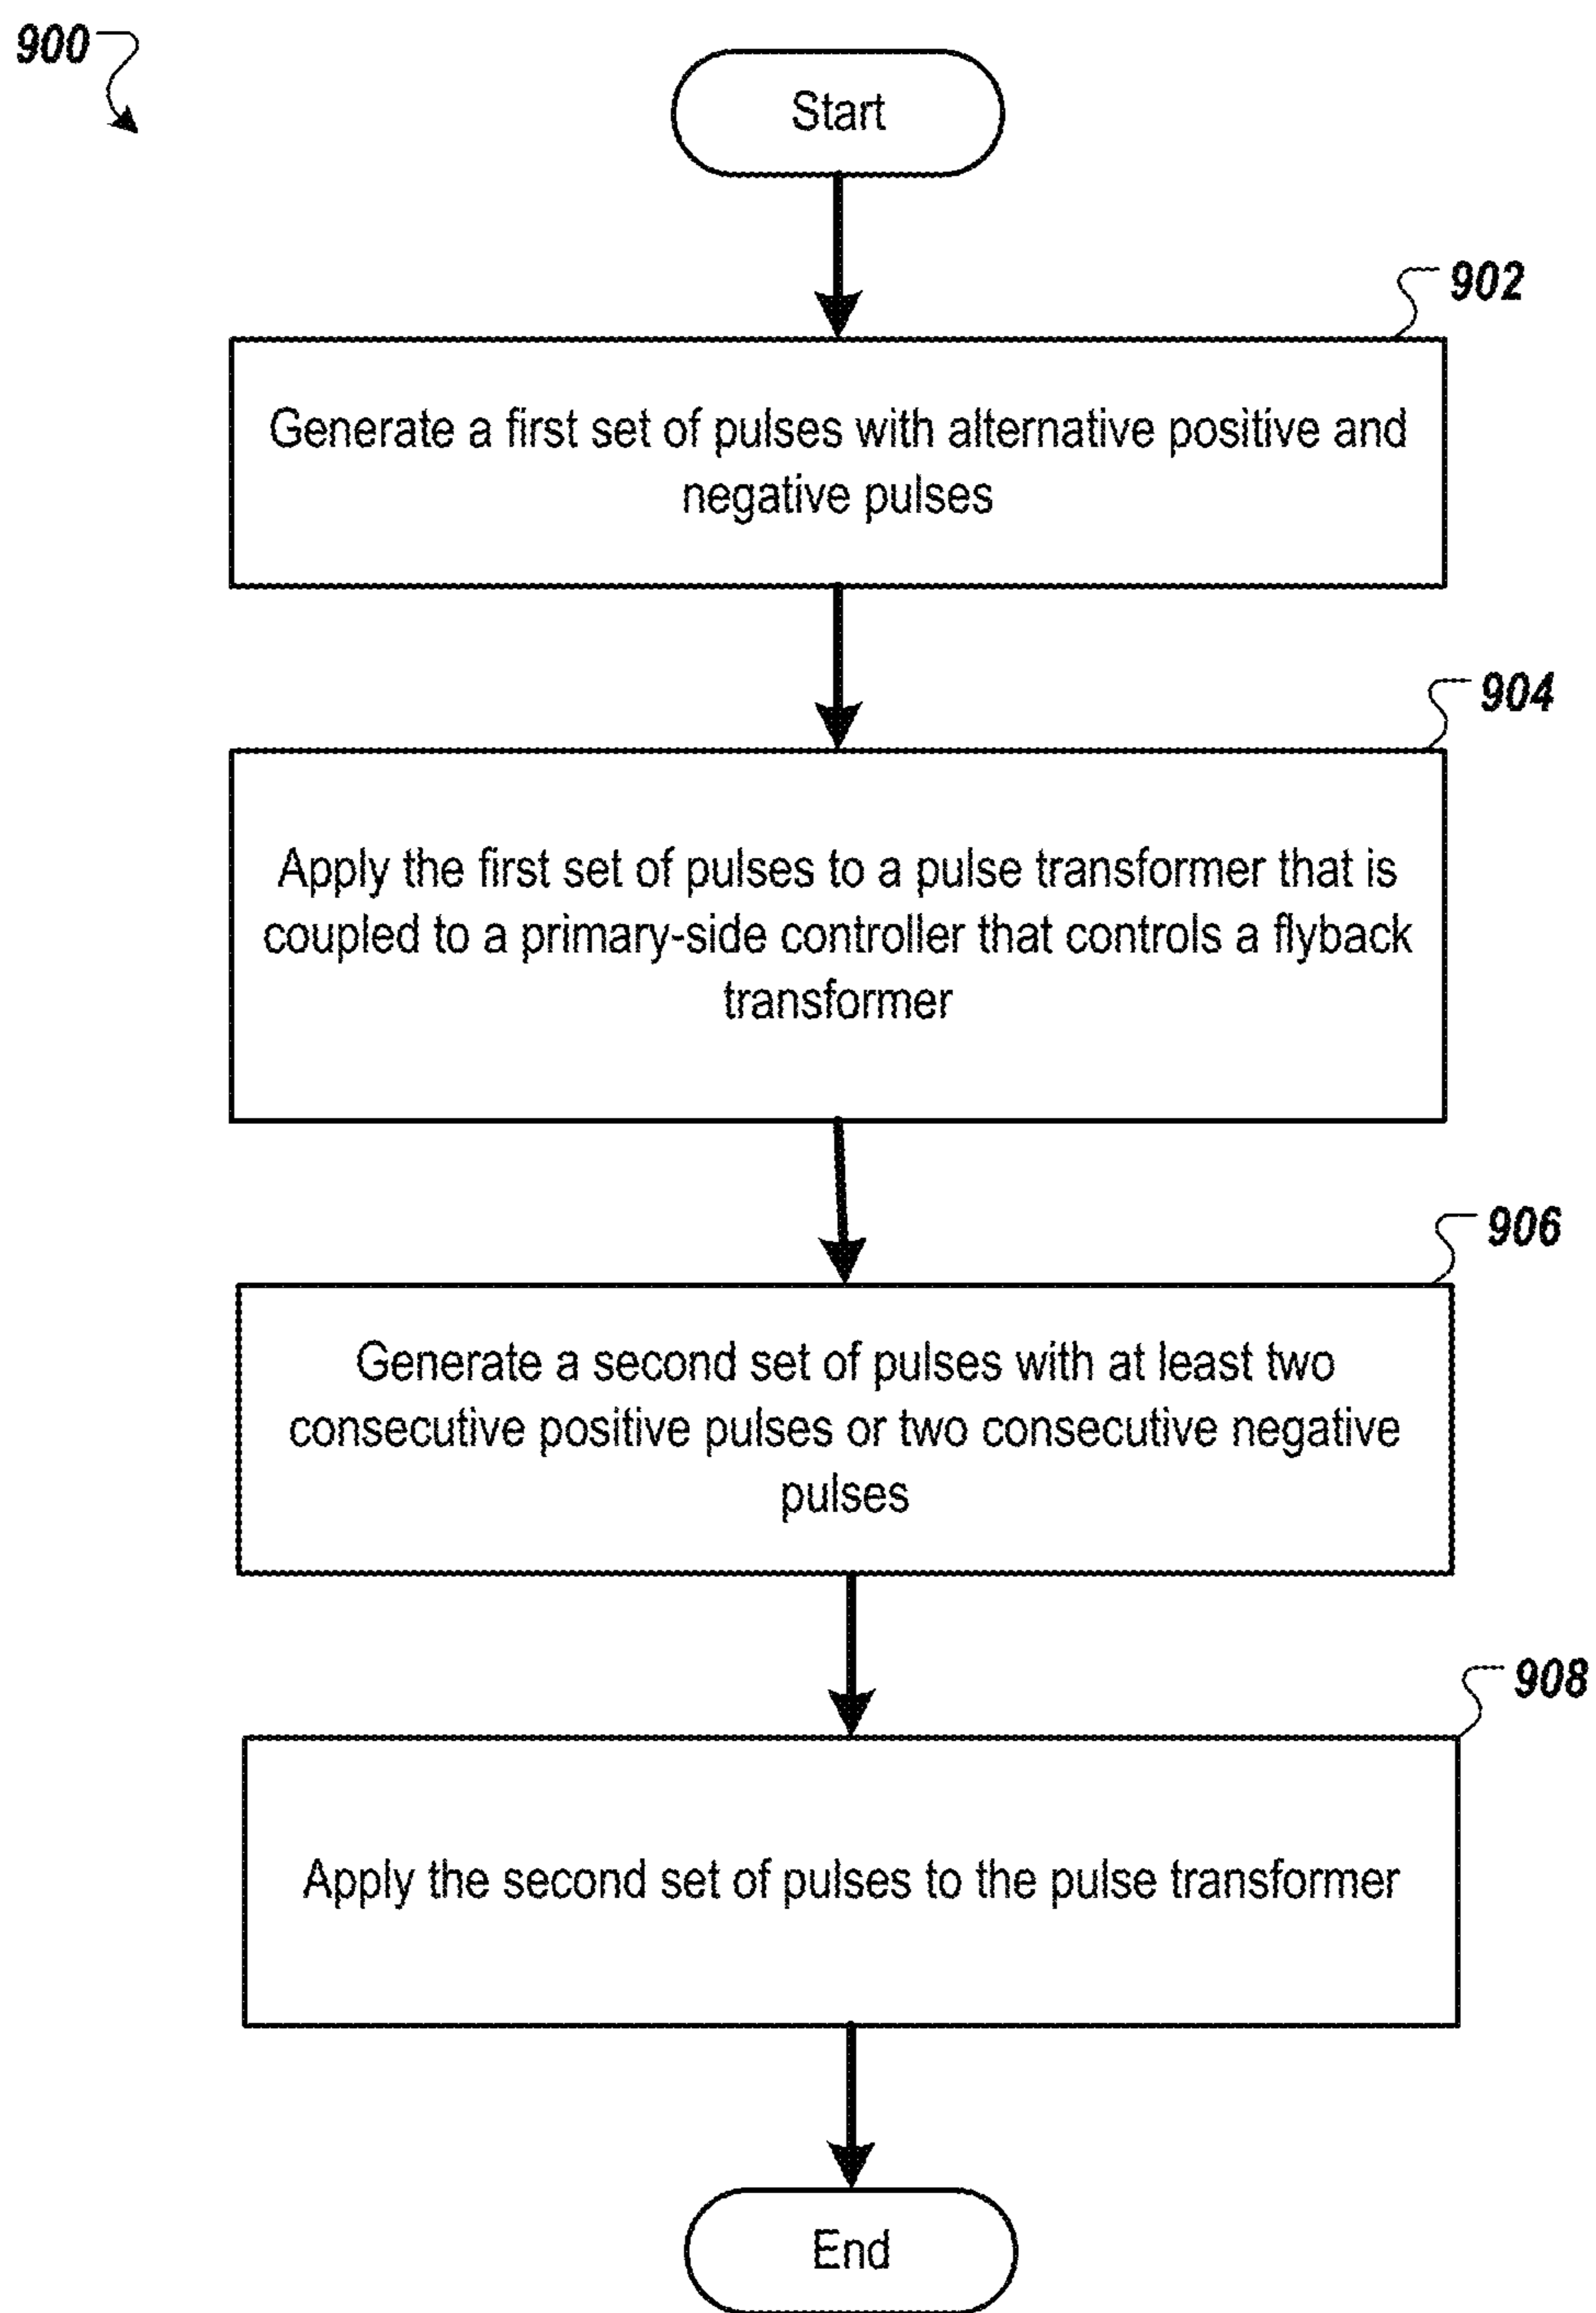 900
Start
902
Generate a first set of pulses with alternative positive and
negative pulses
904
Apply the first set of pulses to a pulse transformer that is
coupled to a primary-side controller that controls a flyback
transformer
906
Generate a second set of pulses with at least two
consecutive positive pulses or two consecutive negative
pulses
908
Apply the second set of pulses to the pulse transformer
End